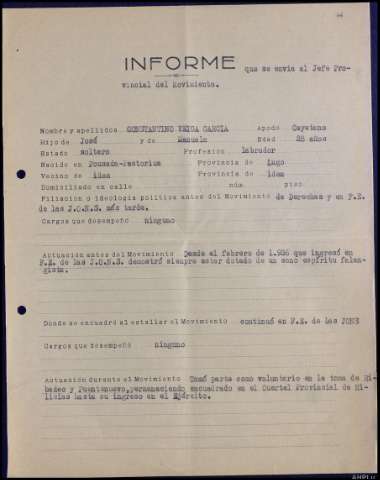 INFORME que se envia al Jefe Pro-
vincial del Movimiento.
Nombre y apellidos CONSTANTINO VEIGA GARCIA Apodo Cayetano
Hijo de José y de Manuela Edad 28 años
Estado soltero Profesión labrador
Nacido en Pousada-Pastoriza Provincia de Lugo
Vecino de idem Provincia de idem
Domiciliado en calle núm piso
Filiación o ideología política antes del Movimiento de Derechas y en F.E.
de las J.O.N.S. más tarde.
Cargos que desempeñó ninguno
Actuación antes del Movimiento Desde el febrero de 1.936 que ingresó en
F.E. de las J.O.N.S. demostró siempre estar dotado de un sano espíritu falan-
gista.
Donde se encuadró al estallar el Movimiento continuó en F.E. de las JONS
Cargos que desempeñó ninguno
Actuación durante el Movimiento Tomó parte como voluntario en la toma de Ri-
badeo y Puentenuevo, permaneciendo encuadrado en el Cuartel Provincial de Mi-
licias hasta su ingreso en el Ejército.